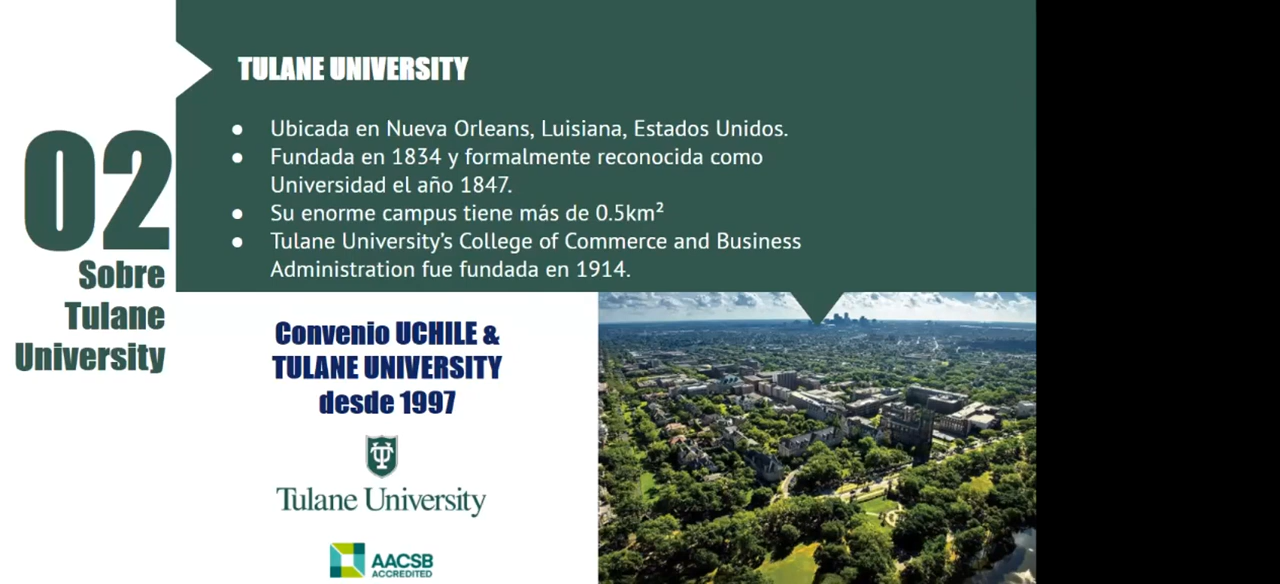 02
Sobre
Tulane
University
TULANE UNIVERSITY
● Ubicada en Nueva Orleans, Luisiana, Estados Unidos.
● Fundada en 1834 y formalmente reconocida como
Universidad el año 1847.
● Su enorme campus tiene más de 0.5km²
● Tulane University's College of Commerce and Business
Administration fue fundada en 1914.
Convenio UCHILE &
TULANE UNIVERSITY
desde 1997
Tulane University
AACSB
ACCREDITED